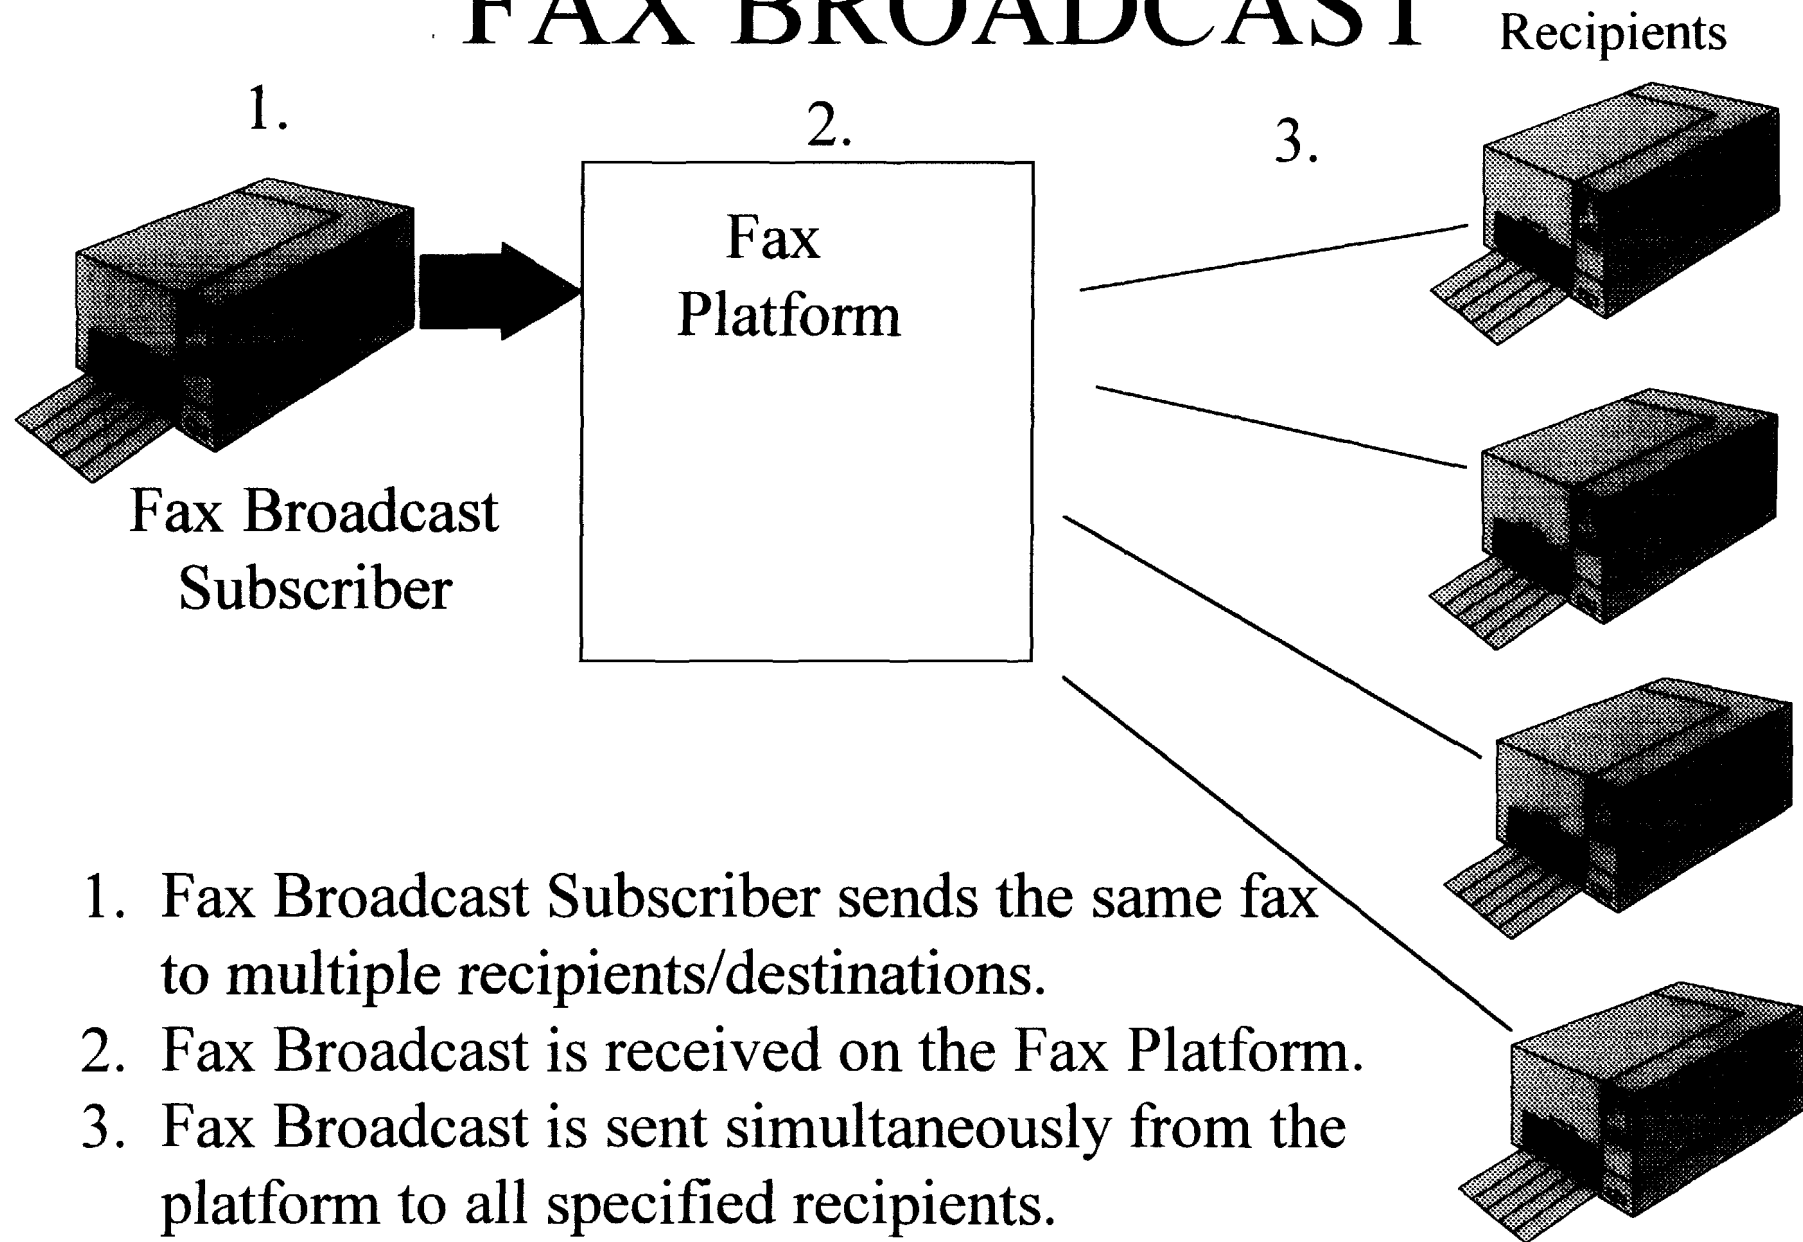 FAX BROADCAST
Recipients
1.
2.
3.
Fax
Platform
Fax Broadcast
Subscriber
1. Fax Broadcast Subscriber sends the same fax
to multiple recipients/destinations.
2. Fax Broadcast is received on the Fax Platform.
3. Fax Broadcast is sent simultaneously from the
platform to all specified recipients.